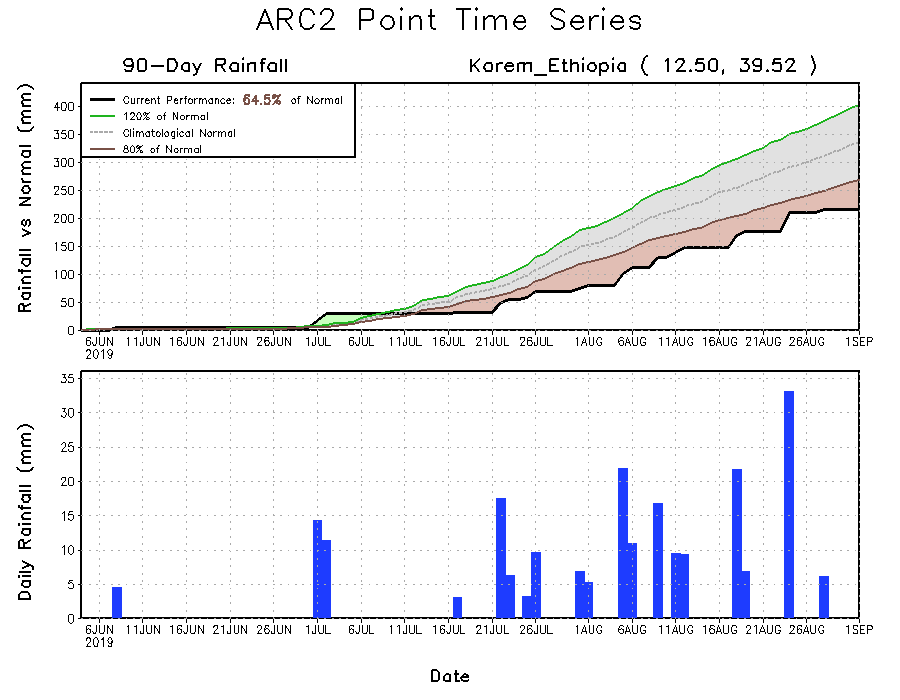 ARC2 Point Time Series
90-Day Rainfall
Korem_Ethiopia ( 12.50, 39.52 )
Rainfall vs Normal (mm)
Current Performance: 64.5% of Normal
120% of Normal
Climatological Normal
80% of Normal
400
350
300
250
200
150
100
50
0
6JUN 11JUN 16JUN 21JUN 26JUN 1JUL 6JUL 11JUL 16JUL 21JUL 26JUL 1AUG 6AUG 11AUG 16AUG 21AUG 26AUG 1SEP
2019
Daily Rainfall (mm)
35
30
25
20
15
10
5
0
6JUN 11JUN 16JUN 21JUN 26JUN 1JUL 6JUL 11JUL 16JUL 21JUL 26JUL 1AUG 6AUG 11AUG 16AUG 21AUG 26AUG 1SEP
2019
Date